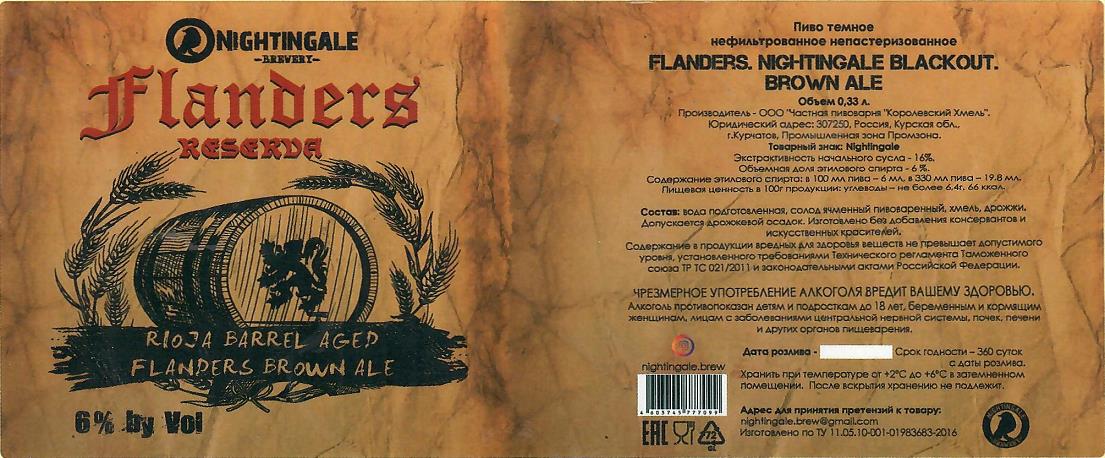 NIGHTINGALE
BREWERY
Flanders
RESERVA
RIOJA BARREL AGED
FLANDERS BROWN ALE
6% by Vol
Пиво темное
нефильтрованное непастеризованное
FLANDERS. NIGHTINGALE BLACKOUT.
BROWN ALE
Объем 0,33 л.
Производитель - ООО "Частная пивоварня "Королевский Хмель".
Юридический адрес: 307250, Россия, Курская обл.,
г.Курчатов, Промышленная зона Промзона.
Товарный знак: Nightingale
Экстрактивность начального сусла - 16%,
Объемная доля этилового спирта - 6 %.
Содержание этилового спирта: в 100 мл пива – 6 мл, в 330 мл пива – 19.8 мл.
Пищевая ценность в 100г продукции: углеводы – не более 6,4г, 66 ккал.
Состав: вода подготовленная, солод ячменный пивоваренный, хмель, дрожжи.
Допускается дрожжевой осадок. Изготовлено без добавления консервантов и
искусственных красителей.
Содержание в продукции вредных для здоровья веществ не превышает допустимого
уровня, установленного требованиями Технического регламента Таможенного
союза ТР ТС 021/2011 и законодательными актами Российской Федерации.
ЧРЕЗМЕРНОЕ УПОТРЕБЛЕНИЕ АЛКОГОЛЯ ВРЕДИТ ВАШЕМУ ЗДОРОВЬЮ.
Алкоголь противопоказан детям и подросткам до 18 лет, беременным и кормящим
женщинам, лицам с заболеваниями центральной нервной системы, почек, печени
и других органов пищеварения.
nightingale.brew
4 603745 777099
EAC
72
GL
Дата розлива - Срок годности – 360 суток
с даты розлива.
Хранить при температуре от +2°С до +6°С в затемненном
помещении. После вскрытия хранению не подлежит.
Адрес для принятия претензий к товару:
nightingale.brew@gmail.com
Изготовлено по ТУ 11.05.10-001-01983683-2016
NIGHTINGALE
BREWERY